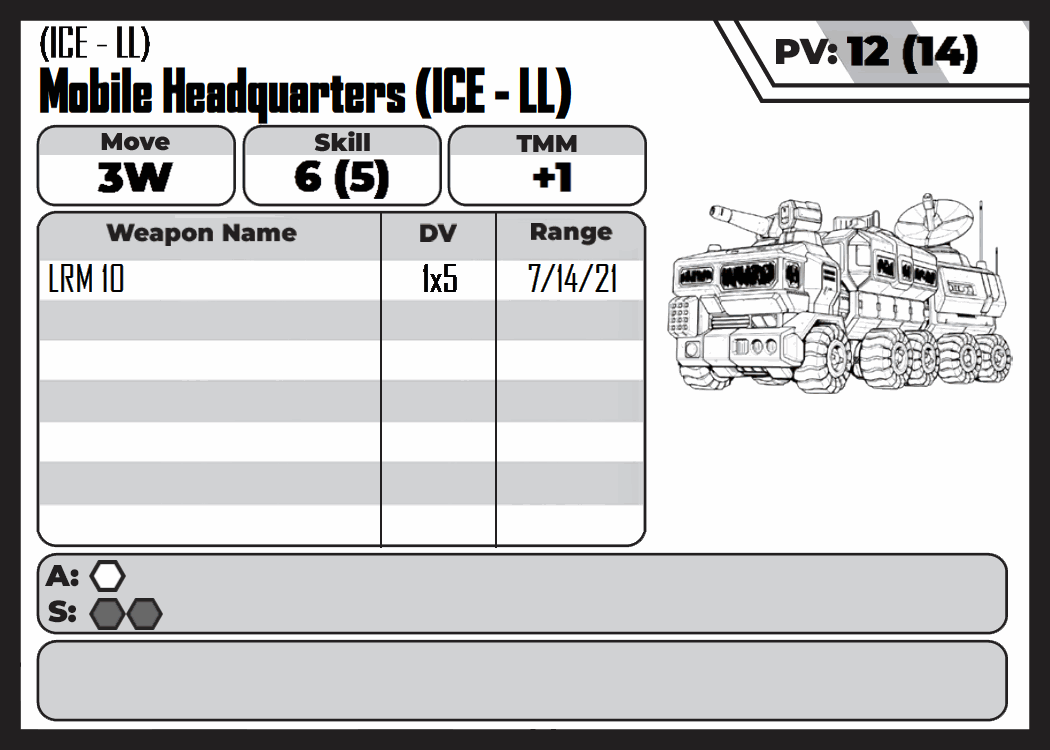 (ICE - LL)
Mobile Headquarters (ICE - LL)
PV: 12 (14)
Move Skill TMM
3W 6 (5) +1
Weapon Name DV Range
LRM 10 1x5 7/14/21
A:
S: